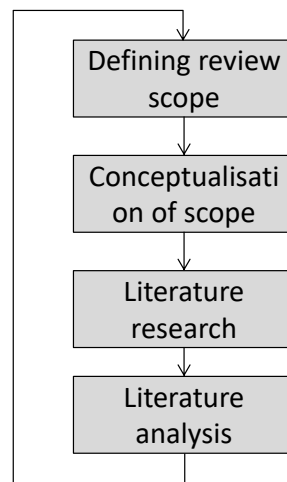 Defining review
scope
Conceptualisati
on of scope
Literature
research
Literature
analysis